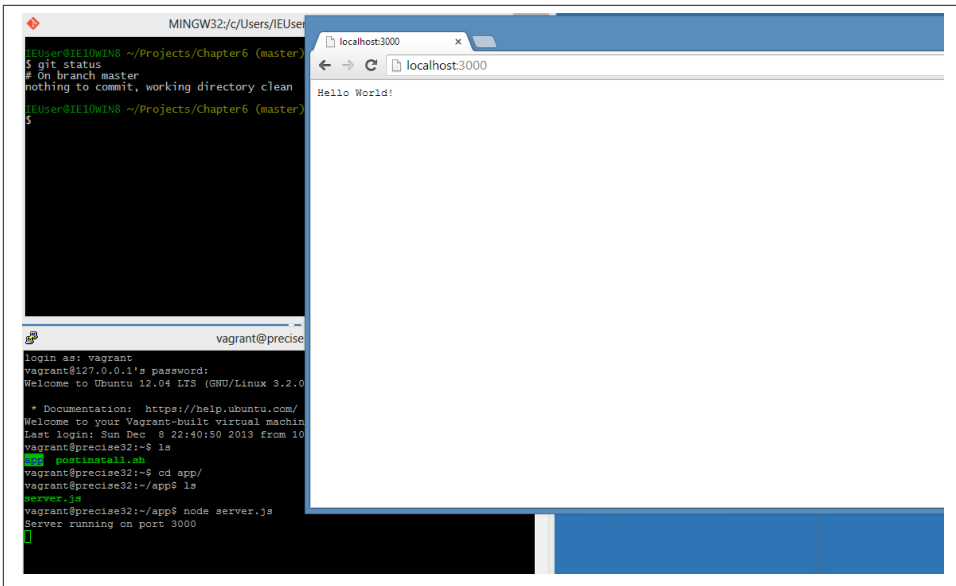 MINGW32:/c/Users/IEUser
IEUser@IE10WIN8 ~/Projects/Chapter6 (master)
$ git status
# On branch master
nothing to commit, working directory clean
IEUser@IE10WIN8 ~/Projects/Chapter6 (master)
$
localhost:3000
localhost:3000
Hello World!
vagrant@precise
login as: vagrant
vagrant@127.0.0.1's password:
Welcome to Ubuntu 12.04 LTS (GNU/Linux 3.2.0
* Documentation:  https://help.ubuntu.com/
Welcome to your Vagrant-built virtual machin
Last login: Sun Dec  8 22:40:50 2013 from 10
vagrant@precise32:~$ ls
app  postinstall.sh
vagrant@precise32:~$ cd app/
vagrant@precise32:~/app$ ls
server.js
vagrant@precise32:~/app$ node server.js
Server running on port 3000